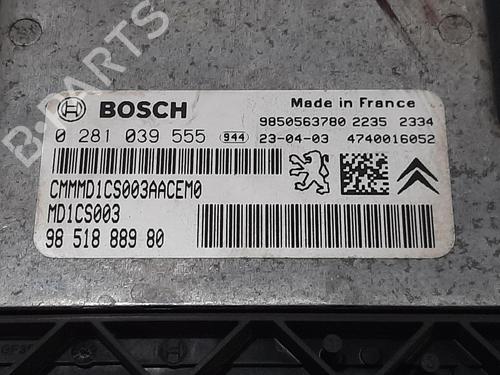 B-PARTS
BOSCH
Made in France
9850563780 2235 2334
0 281 039 555 944
23-04-03 4740016052
CMMMD1CS003AACEM0
MD1CS003
98 518 889 80